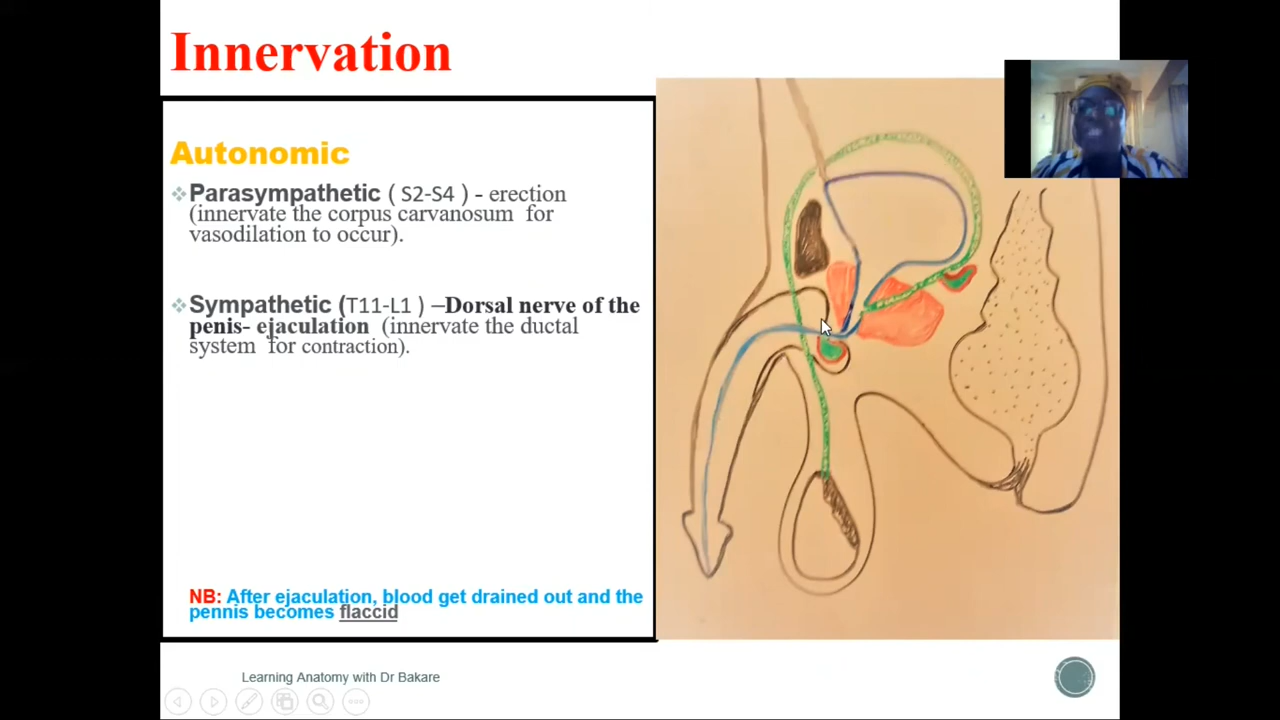 Innervation
Autonomic
Parasympathetic ( S2-S4 ) - erection
(innervate the corpus carvanosum for
vasodilation to occur).
Sympathetic (T11-L1 ) –Dorsal nerve of the
penis- ejaculation (innervate the ductal
system for contraction).
NB: After ejaculation, blood get drained out and the
pennis becomes flaccid
Learning Anatomy with Dr Bakare